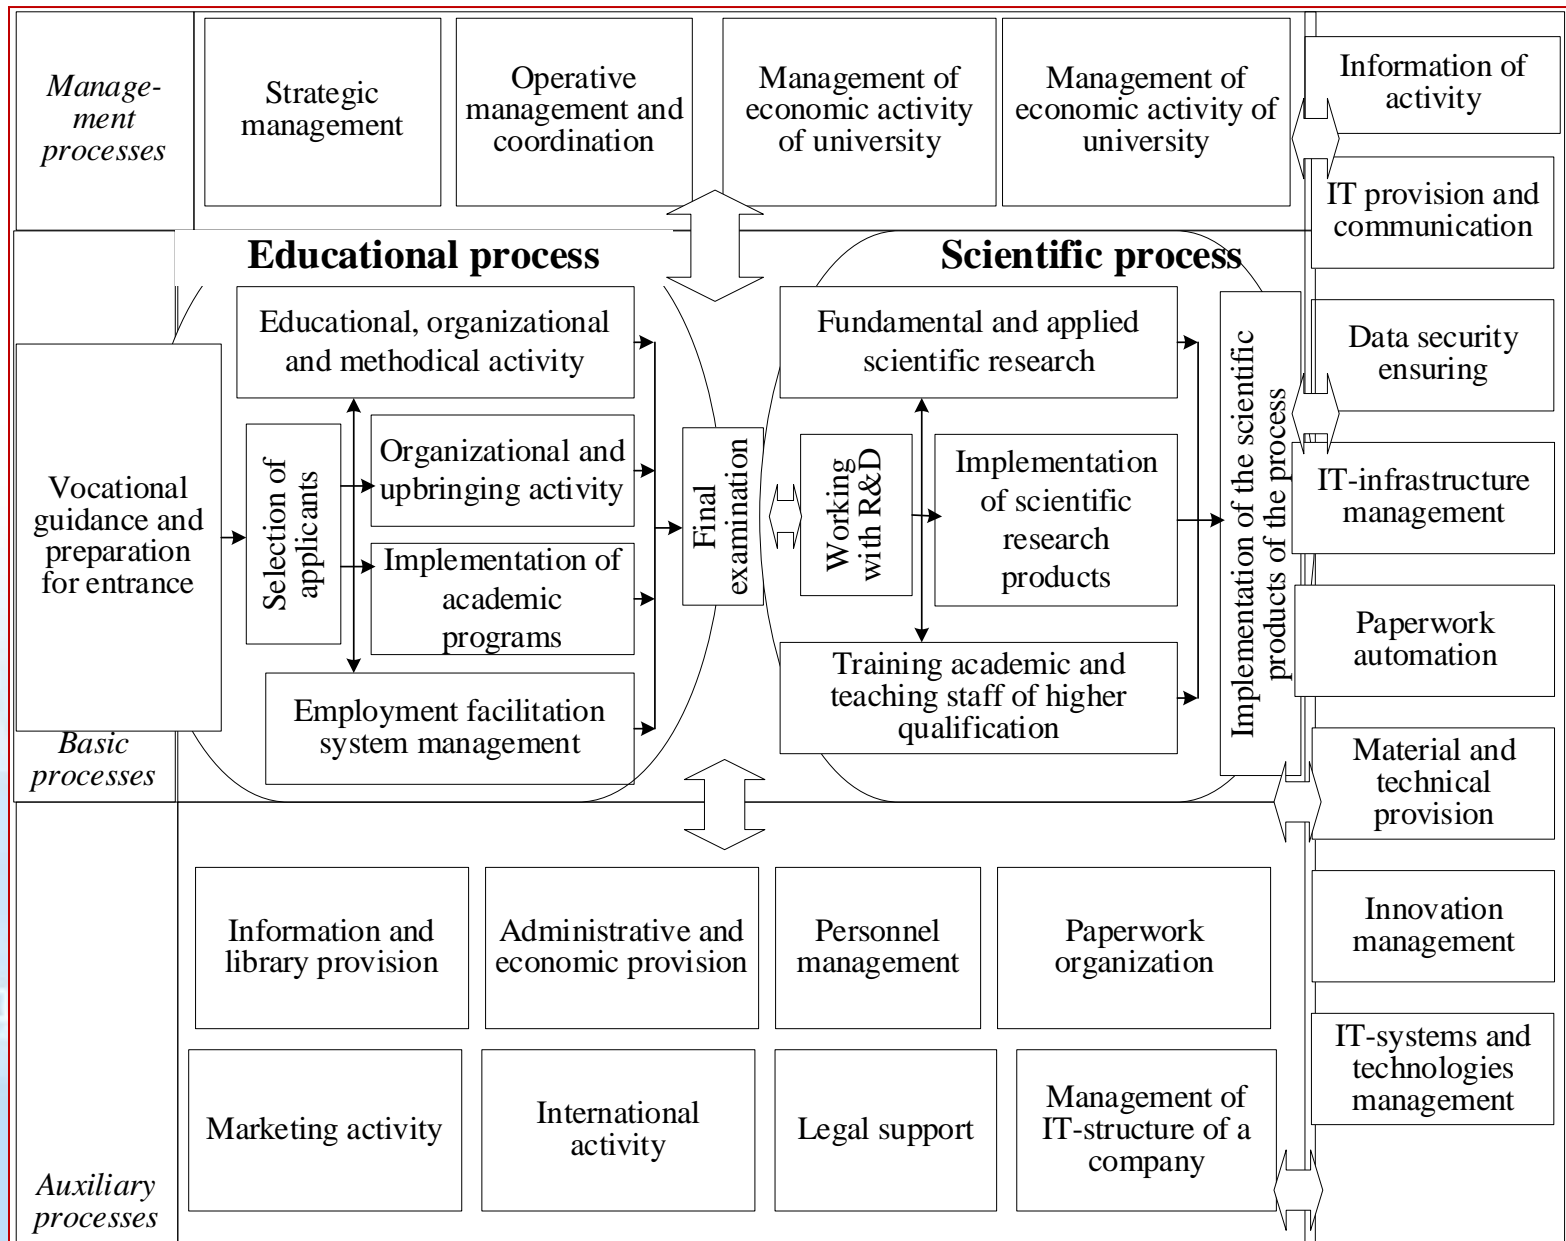 Manage-
ment
processes
Strategic
management
Operative
management and
coordination
Management of
economic activity
of university
Management of
economic activity of
university
Information of
activity
IT provision and
communication
Data security
ensuring
IT-infrastructure
management
Paperwork
automation
Material and
technical
provision
Innovation
management
IT-systems and
technologies
management
Basic
processes
Educational process
Vocational
guidance and
preparation
for entrance
Selection of
applicants
Educational, organizational
and methodical activity
Organizational and
upbringing activity
Implementation of
academic
programs
Employment facilitation
system management
Final
examination
Scientific process
Working
with R&D
Fundamental and applied
scientific research
Implementation
of scientific
research
products
Training academic and
teaching staff of higher
qualification
Implementation of the scientific
products of the process
Auxiliary
processes
Information and
library provision
Administrative and
economic provision
Personnel
management
Paperwork
organization
Marketing activity
International
activity
Legal support
Management of
IT-structure of a
company